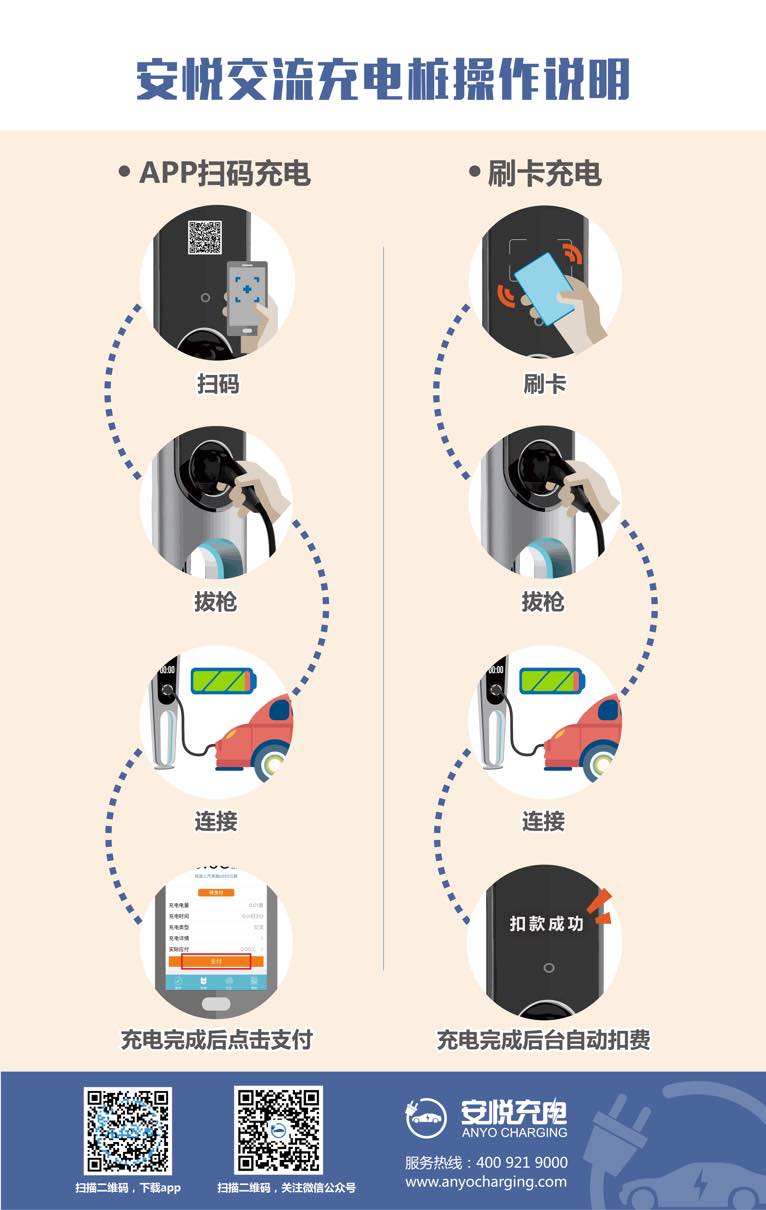 安悦交流充电桩操作说明
• APP扫码充电
扫码
拔枪
00:00
连接
待支付
充电电量
充电时间
充电类型
充电详情
实际应付 0.00元
支付
充电完成后点击支付
• 刷卡充电
刷卡
拔枪
00:00
连接
扣款成功
充电完成后台自动扣费
扫描二维码，下载app
扫描二维码，关注微信公众号
安悦充电
ANYO CHARGING
服务热线：400 921 9000
www.anyocharging.com